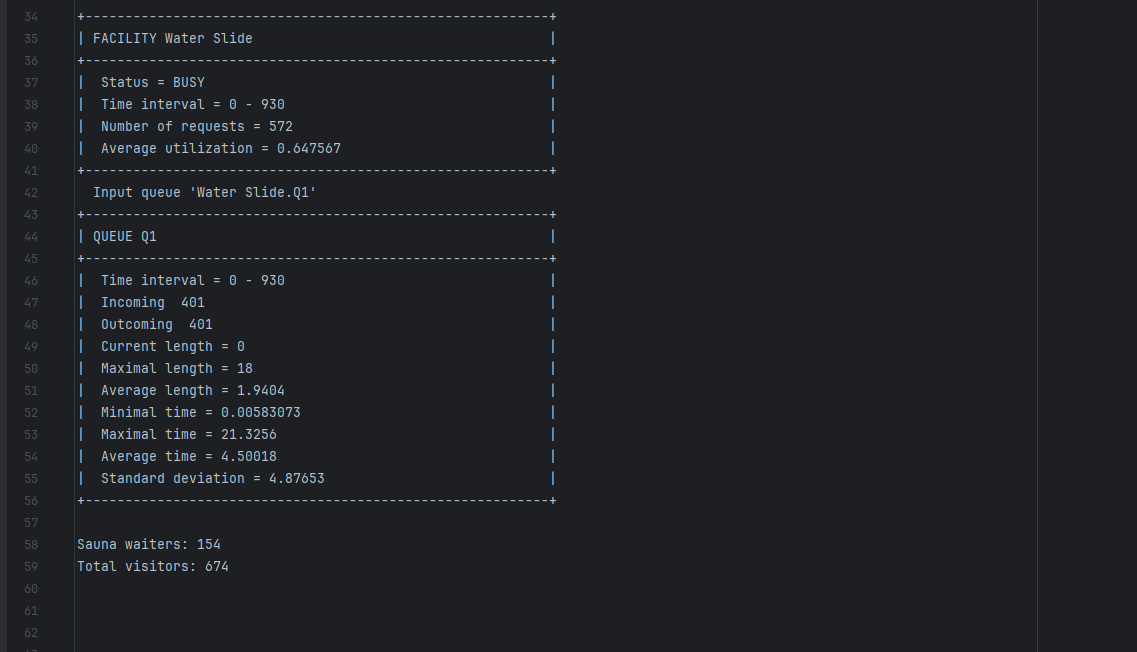 34 +----------------------------------------------------------+
35 | FACILITY Water Slide                                     |
36 +----------------------------------------------------------+
37 |  Status = BUSY                                           |
38 |  Time interval = 0 - 930                                 |
39 |  Number of requests = 572                                |
40 |  Average utilization = 0.647567                          |
41 +----------------------------------------------------------+
42   Input queue 'Water Slide.Q1'
43 +----------------------------------------------------------+
44 | QUEUE Q1                                                 |
45 +----------------------------------------------------------+
46 |  Time interval = 0 - 930                                 |
47 |  Incoming  401                                           |
48 |  Outcoming  401                                          |
49 |  Current length = 0                                      |
50 |  Maximal length = 18                                     |
51 |  Average length = 1.9404                                 |
52 |  Minimal time = 0.00583073                               |
53 |  Maximal time = 21.3256                                  |
54 |  Average time = 4.50018                                  |
55 |  Standard deviation = 4.87653                            |
56 +----------------------------------------------------------+
57
58 Sauna waiters: 154
59 Total visitors: 674
60
61
62